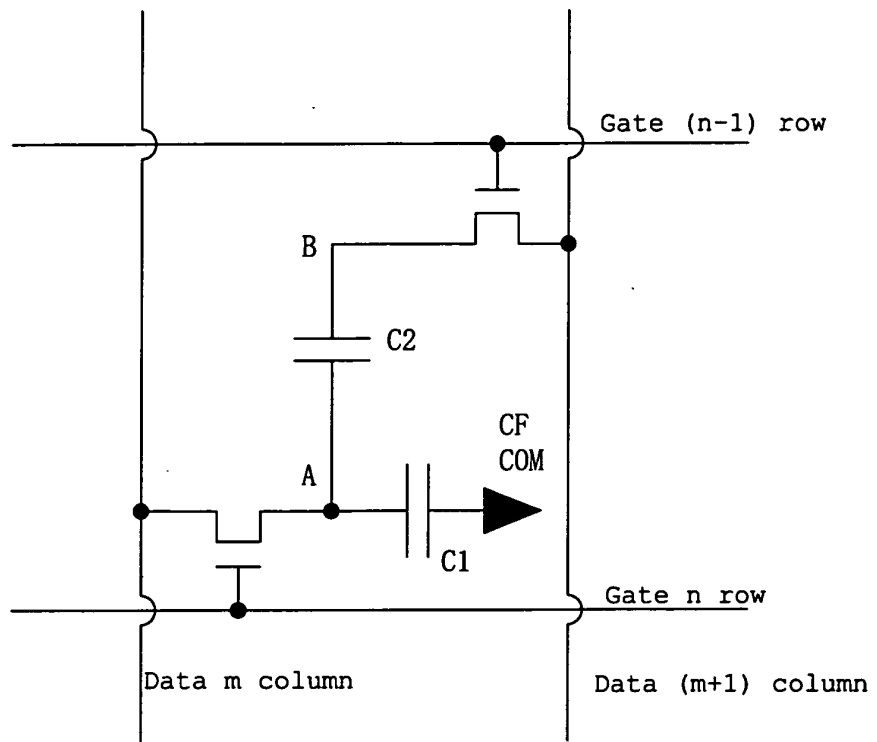 Gate (n-1) row
B
C2
CF
COM
A
C1
Gate n row
Data m column
Data (m+1) column